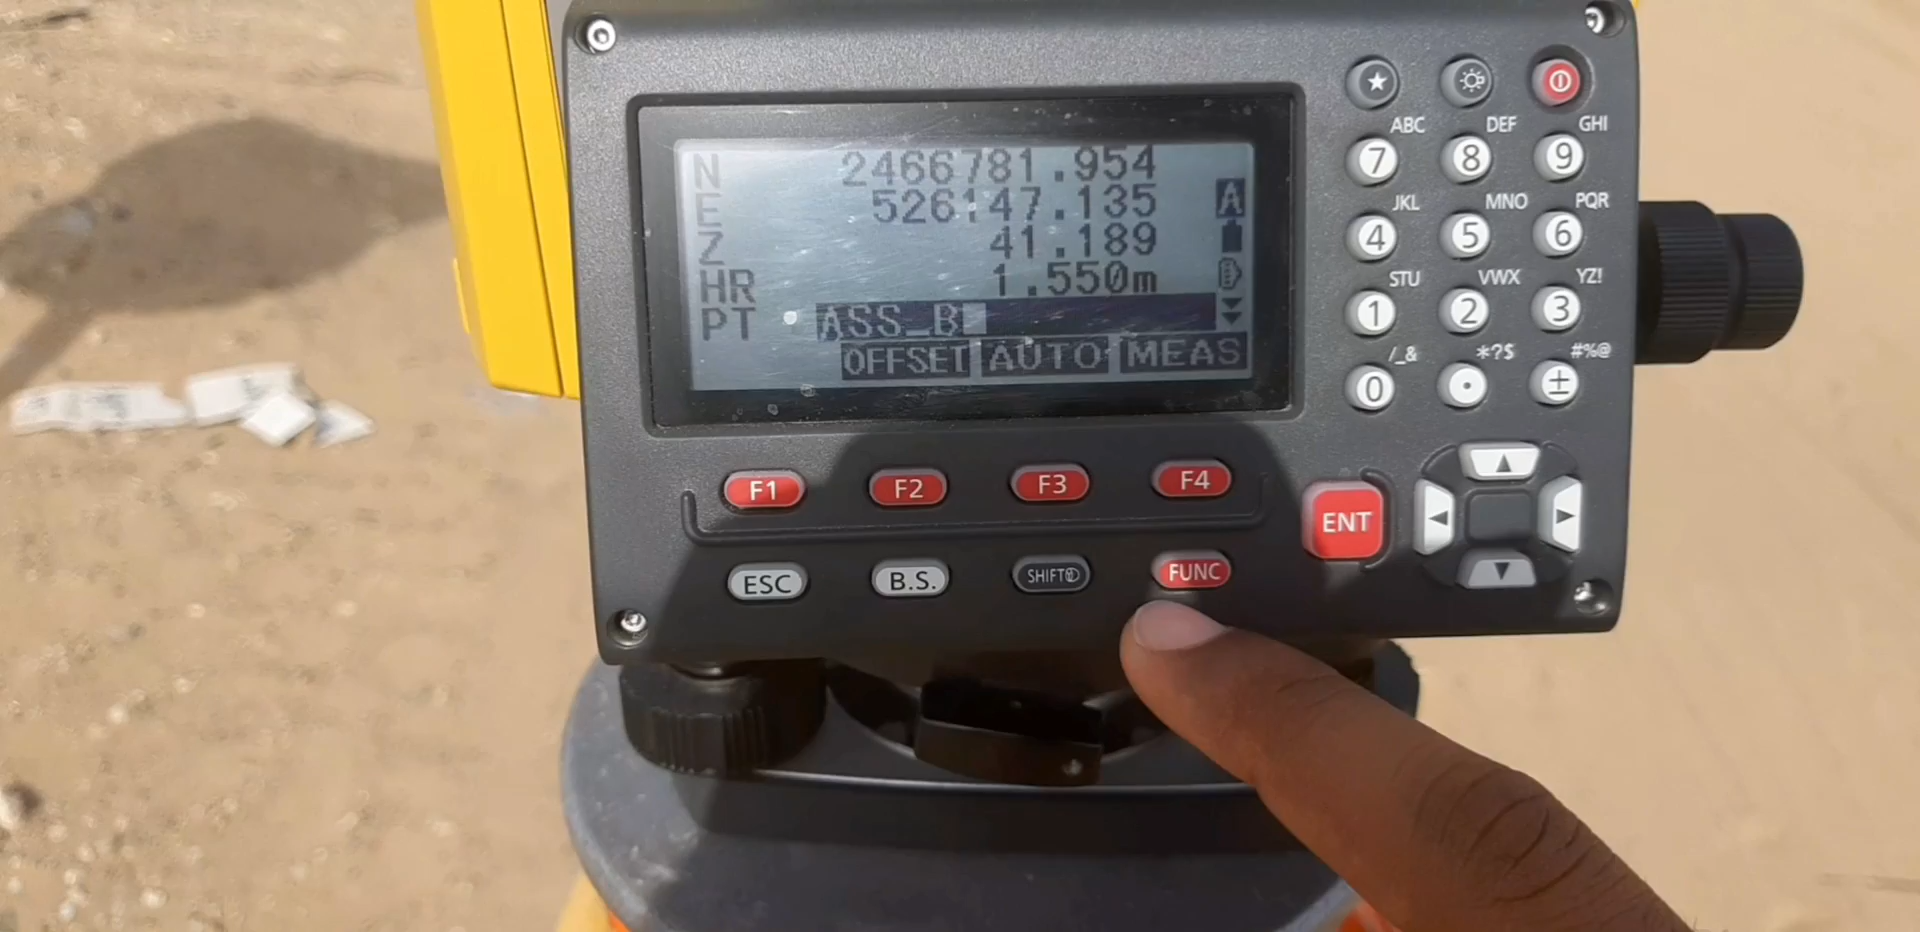 N 2466781.954
E 526147.135 A
Z 41.189
HR 1.550m
PT ASS_B
OFFSET AUTO MEAS
★
ABC DEF GHI
7 8 9
JKL MNO PQR
4 5 6
STU VWX YZ!
1 2 3
/_& *?$ #%@
0 • ±
F1 F2 F3 F4
ENT
ESC B.S. SHIFT FUNC